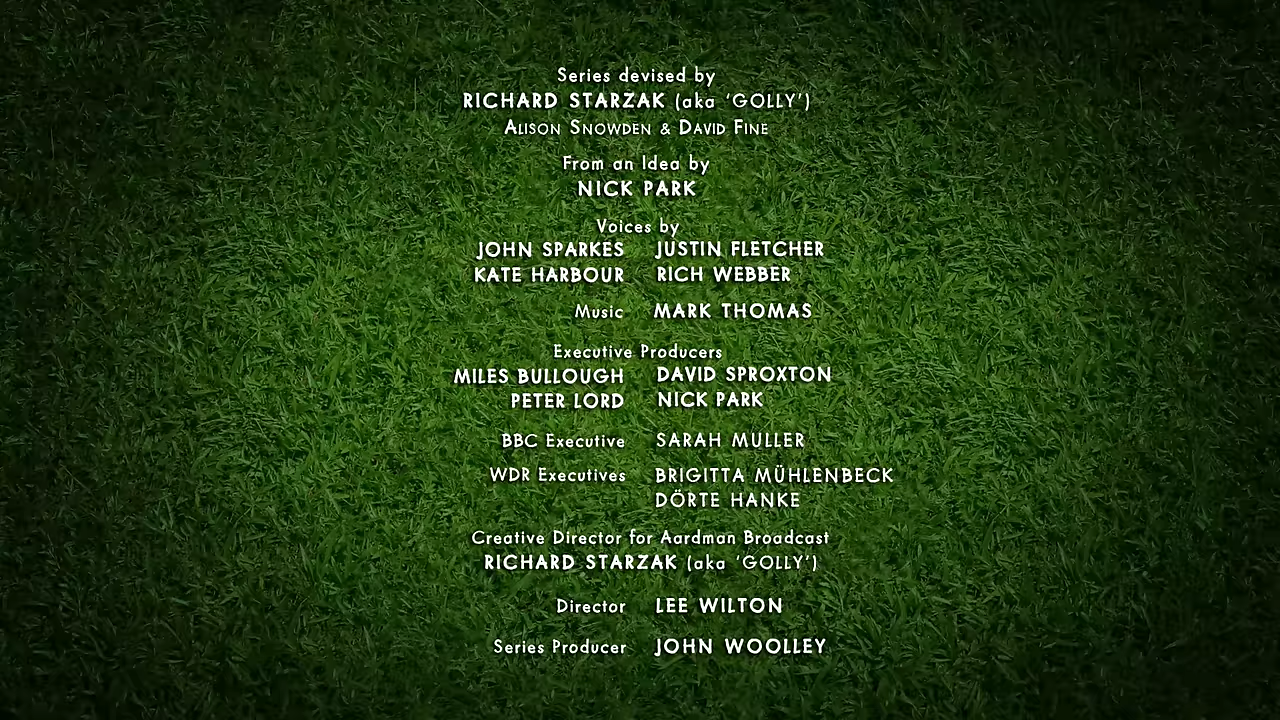 Series devised by
RICHARD STARZAK (aka ‘GOLLY’)
ALISON SNOWDEN & DAVID FINE
From an Idea by
NICK PARK
Voices by
JOHN SPARKES JUSTIN FLETCHER
KATE HARBOUR RICH WEBBER
Music MARK THOMAS
Executive Producers
MILES BULLOUGH DAVID SPROXTON
PETER LORD NICK PARK
BBC Executive SARAH MULLER
WDR Executives BRIGITTA MÜHLENBECK
DÖRTE HANKE
Creative Director for Aardman Broadcast
RICHARD STARZAK (aka ‘GOLLY’)
Director LEE WILTON
Series Producer JOHN WOOLLEY